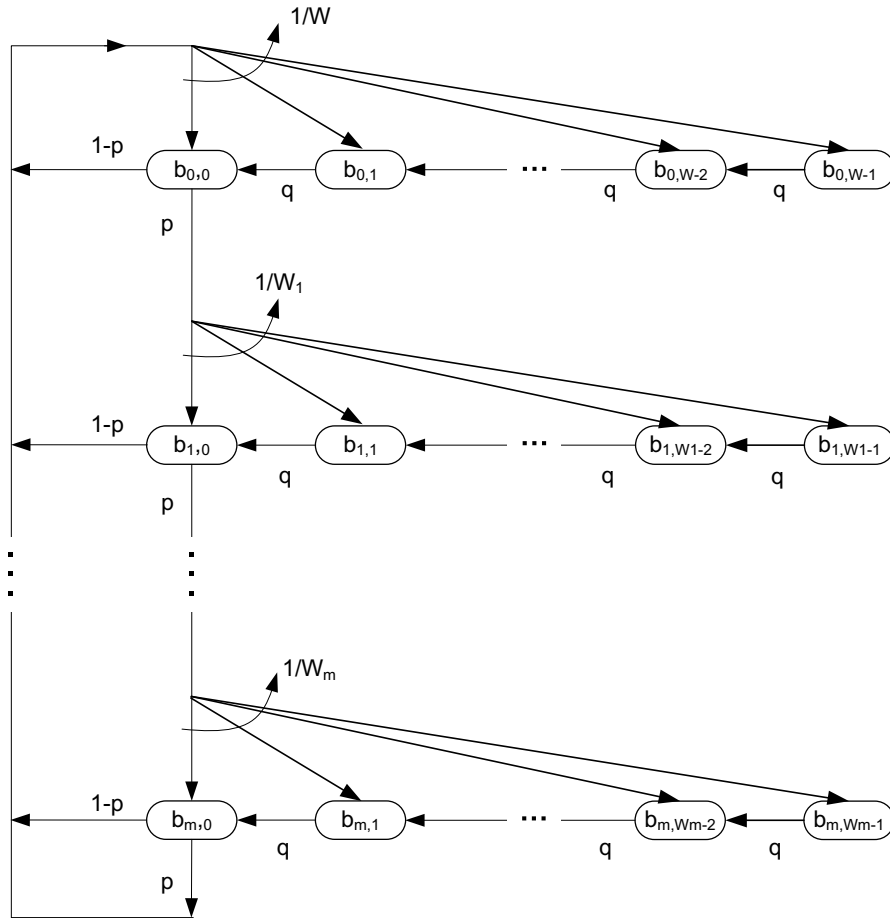 1/W
1-p
b0,0
q
b0,1
...
q
b0,W-2
q
b0,W-1
p
1/W1
1-p
b1,0
q
b1,1
...
q
b1,W1-2
q
b1,W1-1
p
1/Wm
1-p
bm,0
q
bm,1
...
q
bm,Wm-2
q
bm,Wm-1
p